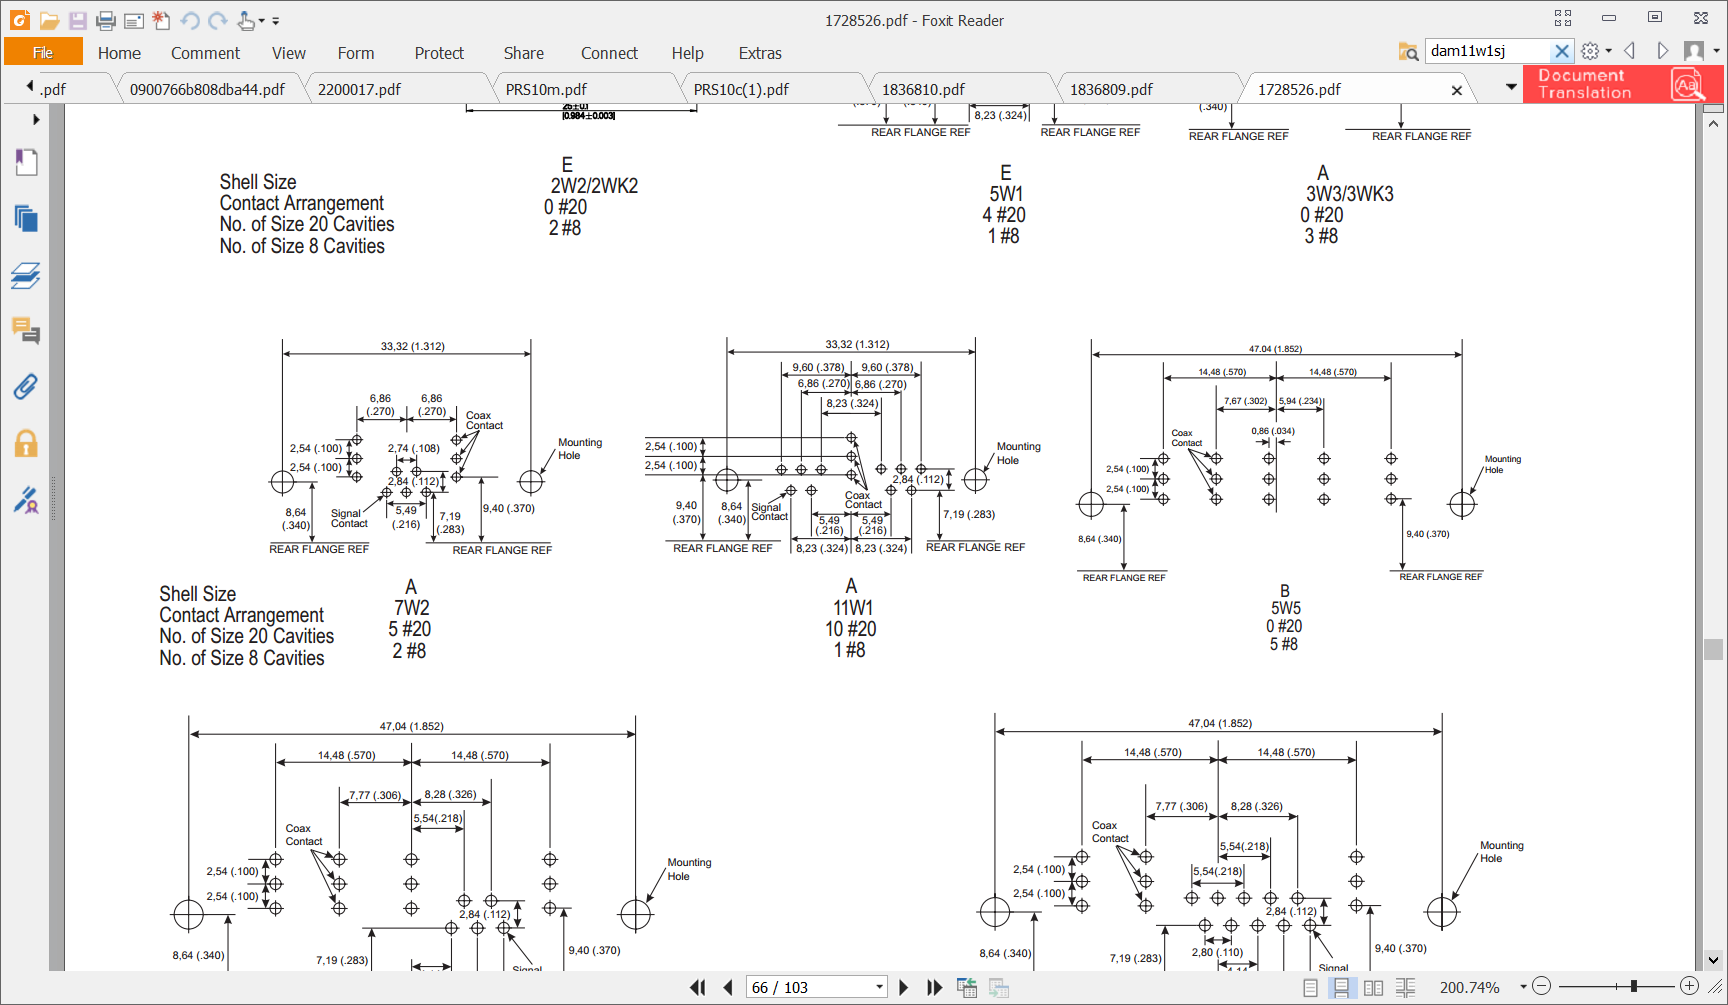 1728526.pdf - Foxit Reader
File Home Comment View Form Protect Share Connect Help Extras
dam11w1sj
.pdf 0900766b808dba44.pdf 2200017.pdf PRS10m.pdf PRS10c(1).pdf 1836810.pdf 1836809.pdf 1728526.pdf
Document
Translation
25±0.1
[0.984±0.003]
8,23 (.324)
(.340)
REAR FLANGE REF
REAR FLANGE REF
REAR FLANGE REF
REAR FLANGE REF
Shell Size
Contact Arrangement
No. of Size 20 Cavities
No. of Size 8 Cavities
E
2W2/2WK2
0 #20
2 #8
E
5W1
4 #20
1 #8
A
3W3/3WK3
0 #20
3 #8
33,32 (1.312)
6,86
(.270)
6,86
(.270)
Coax
Contact
2,54 (.100)
2,74 (.108)
Mounting
Hole
2,54 (.100)
2,84 (.112)
8,64
(.340)
Signal
Contact
5,49
(.216)
7,19
(.283)
9,40 (.370)
REAR FLANGE REF
REAR FLANGE REF
33,32 (1.312)
9,60 (.378)
9,60 (.378)
6,86 (.270)
6,86 (.270)
8,23 (.324)
2,54 (.100)
2,54 (.100)
Mounting
Hole
2,84 (.112)
9,40
(.370)
8,64
(.340)
Signal
Contact
Coax
Contact
5,49
(.216)
5,49
(.216)
7,19 (.283)
8,23 (.324)
8,23 (.324)
REAR FLANGE REF
REAR FLANGE REF
47.04 (1.852)
14,48 (.570)
14,48 (.570)
7,67 (.302)
5,94 (.234)
Coax
Contact
0,86 (.034)
2,54 (.100)
2,54 (.100)
Mounting
Hole
8,64 (.340)
9,40 (.370)
REAR FLANGE REF
REAR FLANGE REF
Shell Size
Contact Arrangement
No. of Size 20 Cavities
No. of Size 8 Cavities
A
7W2
5 #20
2 #8
A
11W1
10 #20
1 #8
B
5W5
0 #20
5 #8
47,04 (1.852)
14,48 (.570)
14,48 (.570)
7,77 (.306)
8,28 (.326)
5,54(.218)
Coax
Contact
2,54 (.100)
2,54 (.100)
Mounting
Hole
2,84 (.112)
8,64 (.340)
7,19 (.283)
9,40 (.370)
Signal
47,04 (1.852)
14,48 (.570)
14,48 (.570)
7,77 (.306)
8,28 (.326)
Coax
Contact
5,54(.218)
5,54(.218)
2,54 (.100)
2,54 (.100)
Mounting
Hole
2,84 (.112)
8,64 (.340)
7,19 (.283)
2,80 (.110)
9,40 (.370)
Signal
66 / 103
200.74%